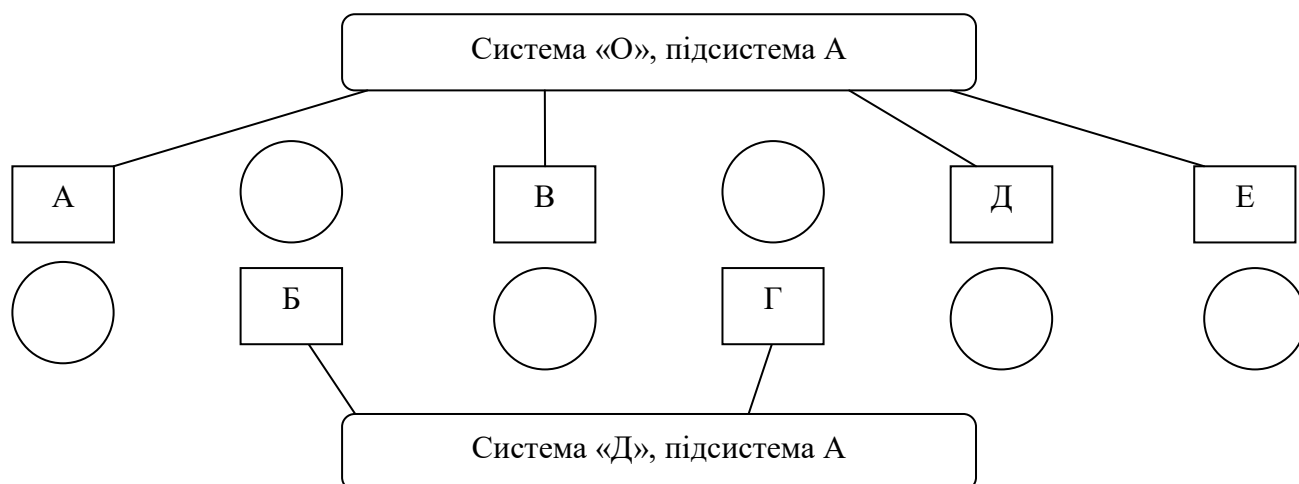 Система «О», підсистема А
А
В
Д
Е
Б
Г
Система «Д», підсистема А